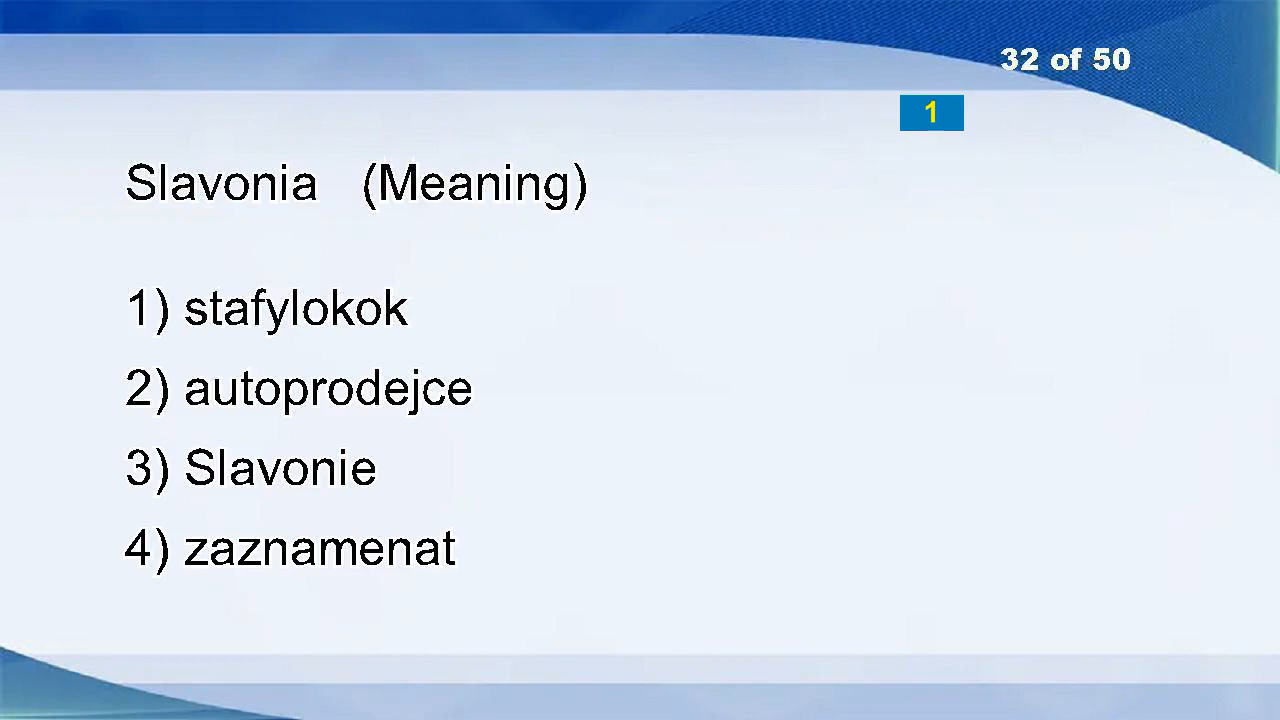 32 of 50
1
Slavonia (Meaning)
1) stafylokok
2) autoprodejce
3) Slavonie
4) zaznamenat